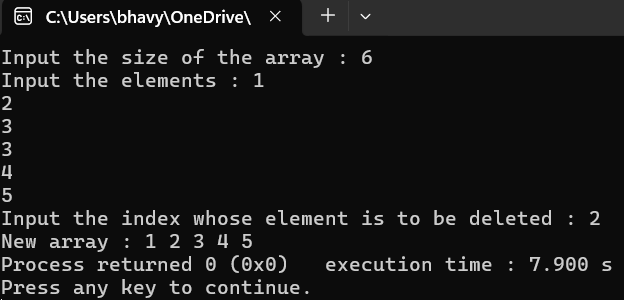 C:\Users\bhavy\OneDrive\
Input the size of the array : 6
Input the elements : 1
2
3
3
4
5
Input the index whose element is to be deleted : 2
New array : 1 2 3 4 5
Process returned 0 (0x0)   execution time : 7.900 s
Press any key to continue.